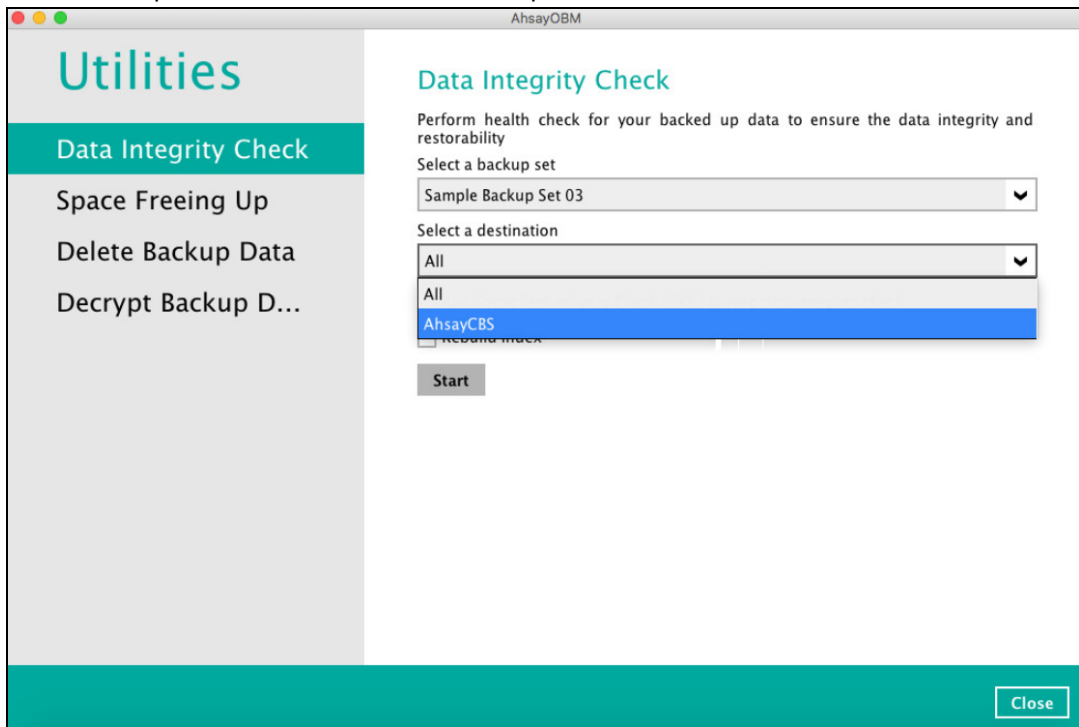 AhsayOBM
Utilities
Data Integrity Check
Space Freeing Up
Delete Backup Data
Decrypt Backup D...
Data Integrity Check
Perform health check for your backed up data to ensure the data integrity and
restorability
Select a backup set
Sample Backup Set 03
Select a destination
All
All
AhsayCBS
Rebuild index
Start
Close